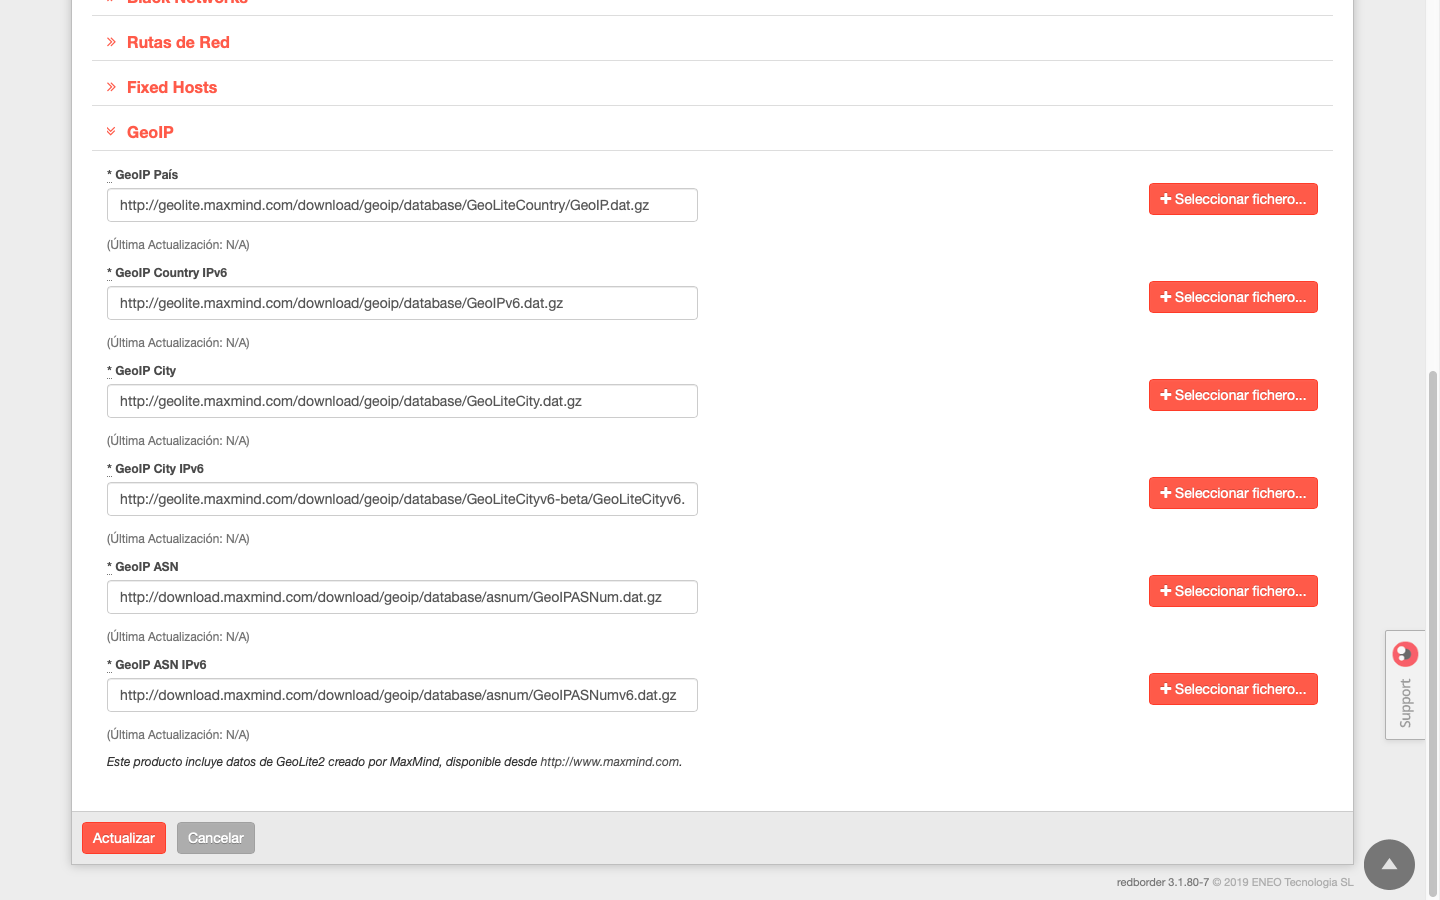 Black Networks
Rutas de Red
Fixed Hosts
GeoIP
* GeoIP País
http://geolite.maxmind.com/download/geoip/database/GeoLiteCountry/GeoIP.dat.gz
Seleccionar fichero...
(Última Actualización: N/A)
* GeoIP Country IPv6
http://geolite.maxmind.com/download/geoip/database/GeoIPv6.dat.gz
Seleccionar fichero...
(Última Actualización: N/A)
* GeoIP City
http://geolite.maxmind.com/download/geoip/database/GeoLiteCity.dat.gz
Seleccionar fichero...
(Última Actualización: N/A)
* GeoIP City IPv6
http://geolite.maxmind.com/download/geoip/database/GeoLiteCityv6-beta/GeoLiteCityv6.
Seleccionar fichero...
(Última Actualización: N/A)
* GeoIP ASN
http://download.maxmind.com/download/geoip/database/asnum/GeoIPASNum.dat.gz
Seleccionar fichero...
(Última Actualización: N/A)
* GeoIP ASN IPv6
http://download.maxmind.com/download/geoip/database/asnum/GeoIPASNumv6.dat.gz
Seleccionar fichero...
(Última Actualización: N/A)
Este producto incluye datos de GeoLite2 creado por MaxMind, disponible desde http://www.maxmind.com.
Support
Actualizar
Cancelar
redborder 3.1.80-7 © 2019 ENEO Tecnologia SL